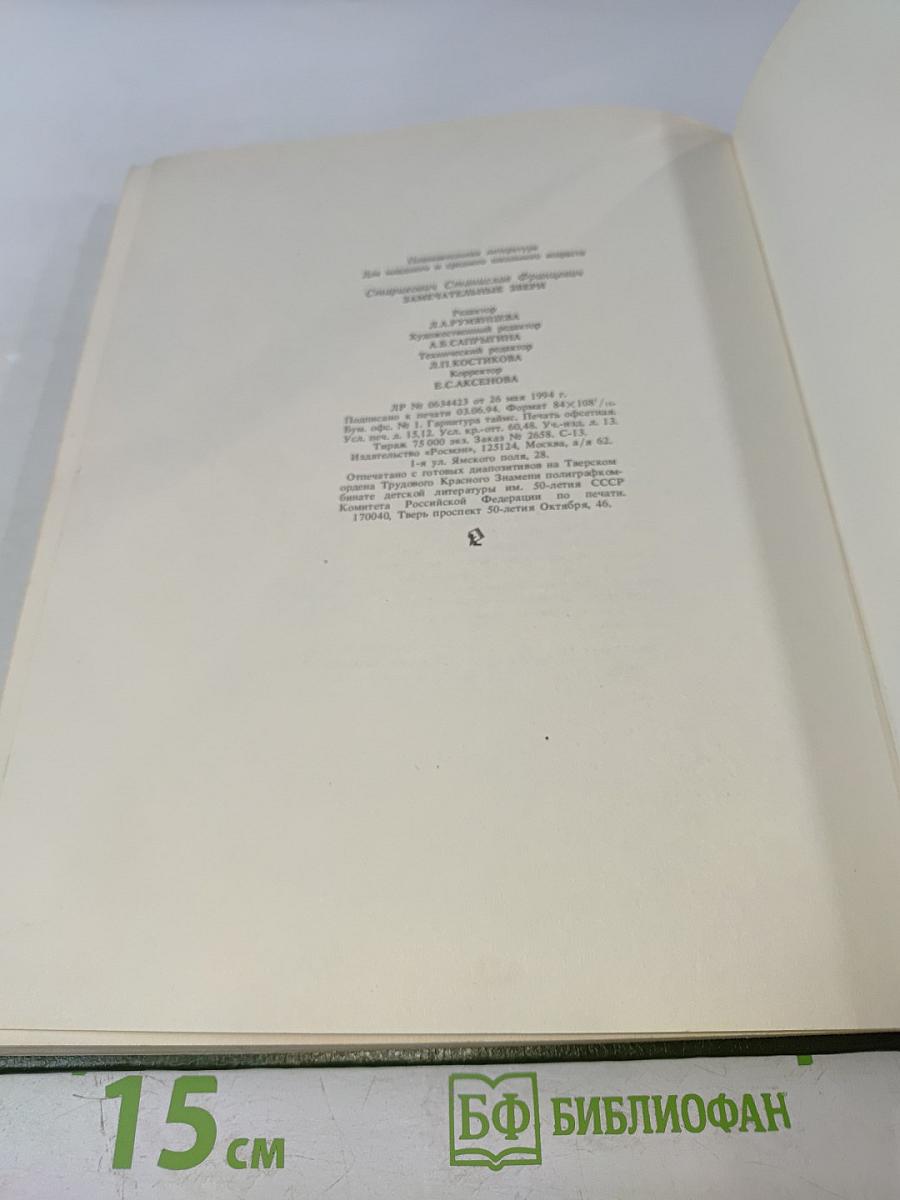 Познавательная литература
Для младшего и среднего школьного возраста
Старикович Станислав Францевич
ЗАМЕЧАТЕЛЬНЫЕ ЗВЕРИ
Редактор
Л.А.РУМЯНЦЕВА
Художественный редактор
А.Б.САПРЫГИНА
Технический редактор
Л.П.КОСТИКОВА
Корректор
Е.С.АКСЕНОВА
ЛР № 0634423 от 26 мая 1994 г.
Подписано к печати 03.06.94. Формат 84×108¹/₁₆.
Бум. офс. № 1. Гарнитура таймс. Печать офсетная.
Усл. печ. л. 15,12. Усл. кр.-отт. 60,48. Уч.-изд. л. 13.
Тираж 75 000 экз. Заказ № 2658. С-13.
Издательство «Росмэн», 125124, Москва, а/я 62.
1-я ул. Ямского поля, 28.
Отпечатано с готовых диапозитивов на Тверском
ордена Трудового Красного Знамени полиграфком-
бинате детской литературы им. 50-летия СССР
Комитета Российской Федерации по печати.
170040, Тверь проспект 50-летия Октября, 46.
15 см
БФ БИБЛИОФАН